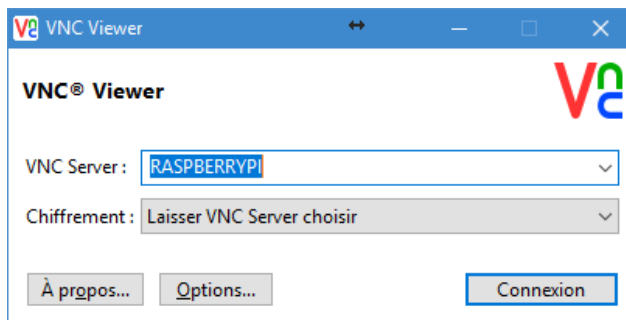 VNC Viewer
VNC® Viewer
VNC Server : RASPBERRYPI
Chiffrement : Laisser VNC Server choisir
À propos... Options... Connexion